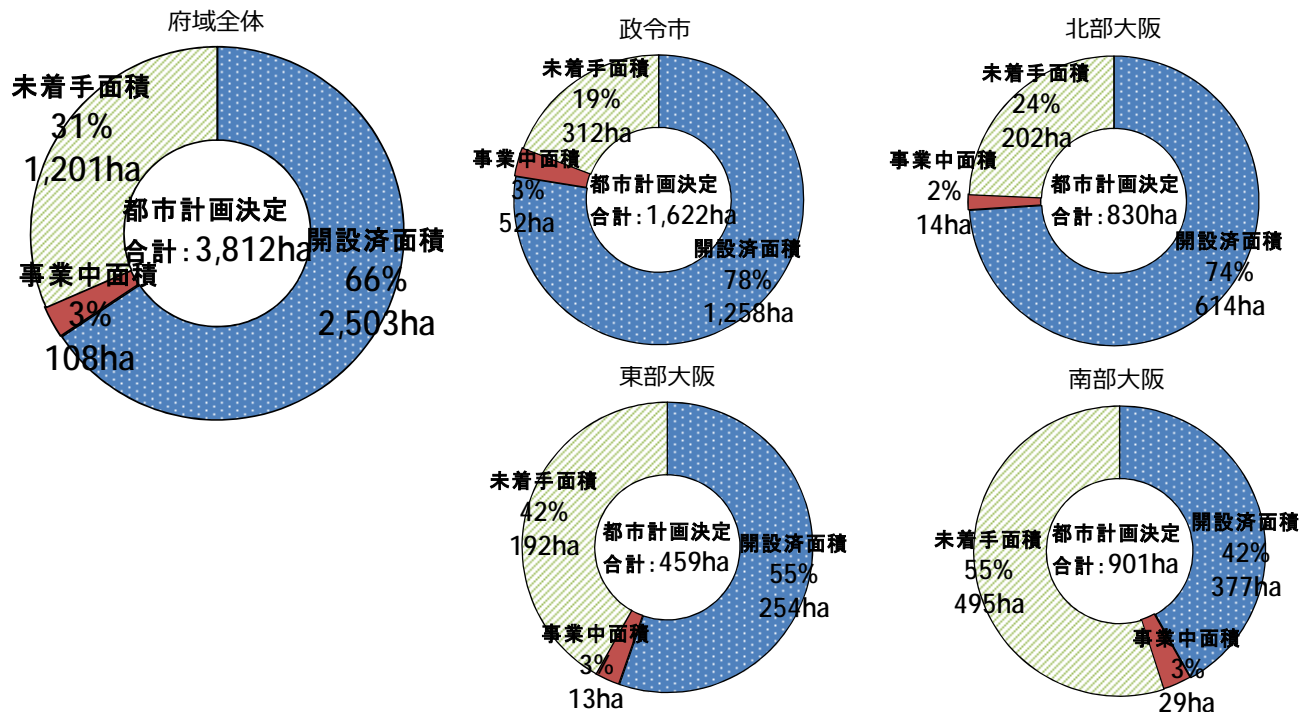 府域全体
未着手面積
31%
1,201ha
都市計画決定
合計:3,812ha
開設済面積
66%
2,503ha
事業中面積
3%
108ha
政令市
未着手面積
19%
312ha
事業中面積
3%
52ha
都市計画決定
合計:1,622ha
開設済面積
78%
1,258ha
北部大阪
未着手面積
24%
202ha
事業中面積
2%
14ha
都市計画決定
合計:830ha
開設済面積
74%
614ha
東部大阪
未着手面積
42%
192ha
都市計画決定
合計:459ha
開設済面積
55%
254ha
事業中面積
3%
13ha
南部大阪
未着手面積
55%
495ha
都市計画決定
合計:901ha
開設済面積
42%
377ha
事業中面積
3%
29ha